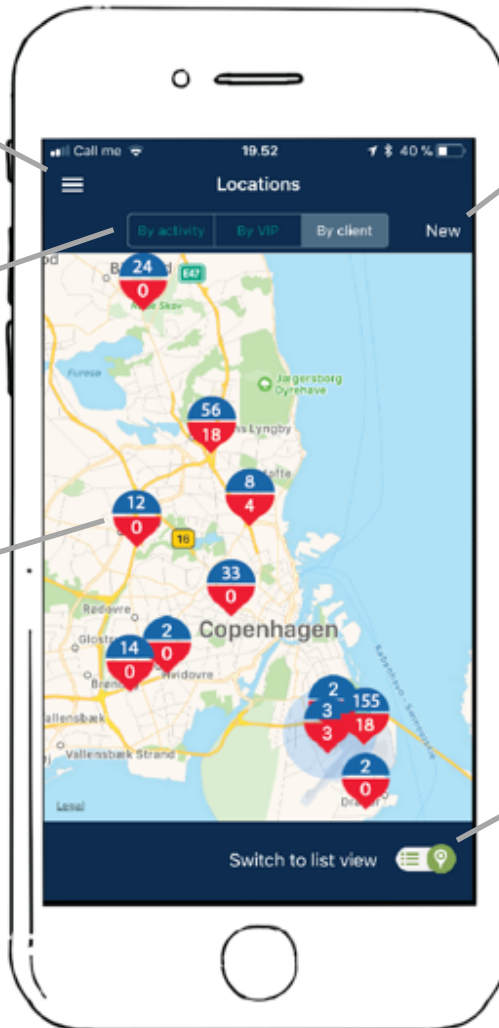 Call me 19.52 40 %
Locations
By activity By VIP By client New
24
0
E47
Furesø
Jægersborg
Dyrehave
56
18
s Lyngby
8
4
12
0
16
33
0
Rødovre
Copenhagen
2
0
14
0
Hvidovre
2
3
3
155
18
Vallensbæk Strand
2
0
Legal
Switch to list view